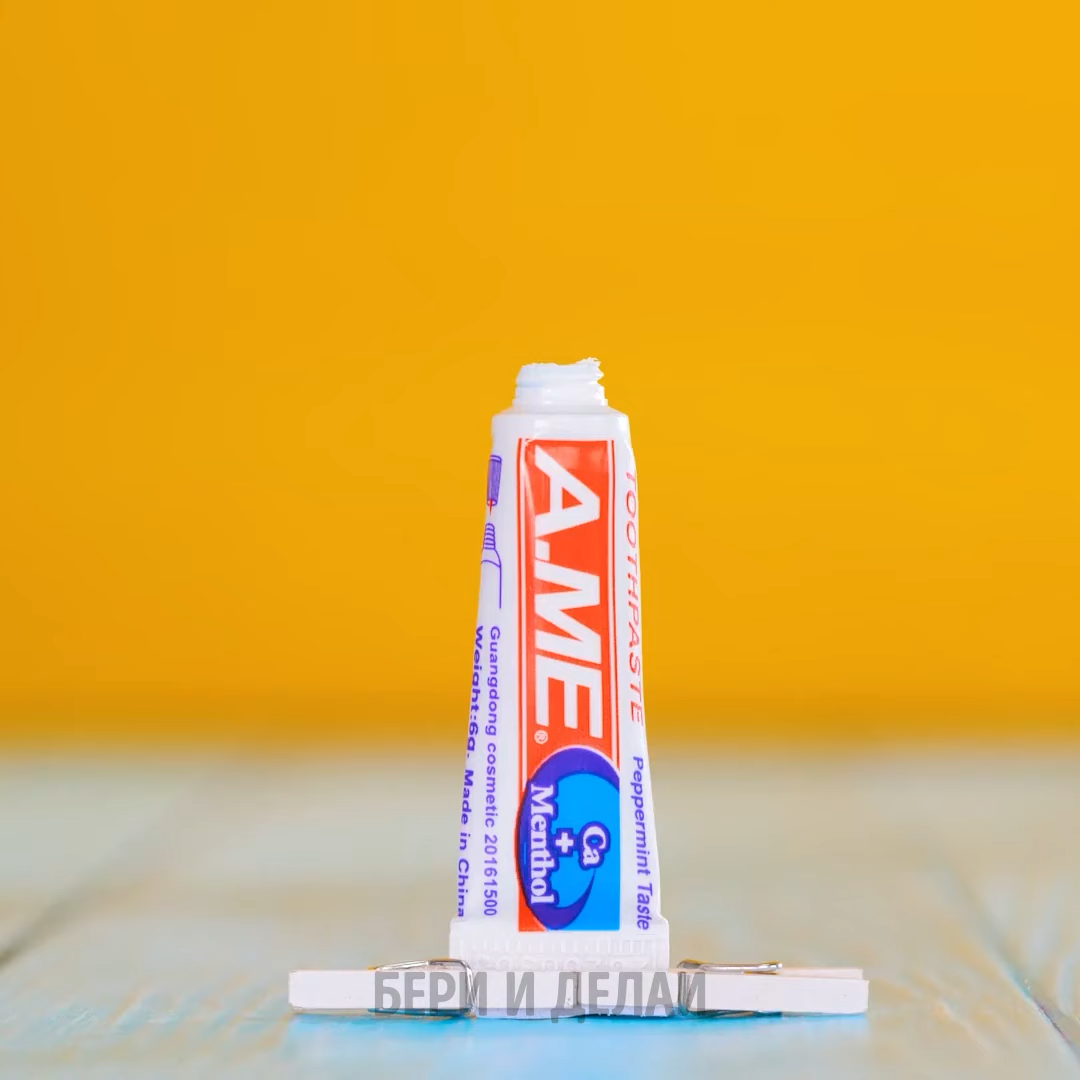 TOOTHPASTE
Peppermint Taste
A.ME®
Ca
+
Menthol
Guangdong cosmetic 20161500
Weight:6g. Made in China
БЕРИ И ДЕЛАЙ